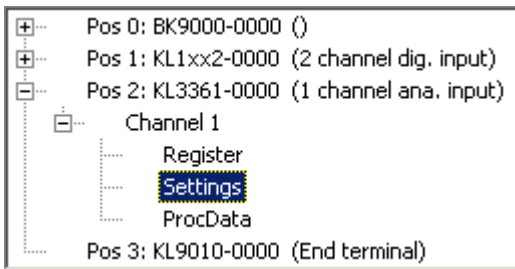 Pos 0: BK9000-0000 ()
Pos 1: KL1xx2-0000 (2 channel dig. input)
Pos 2: KL3361-0000 (1 channel ana. input)
Channel 1
Register
Settings
ProcData
Pos 3: KL9010-0000 (End terminal)